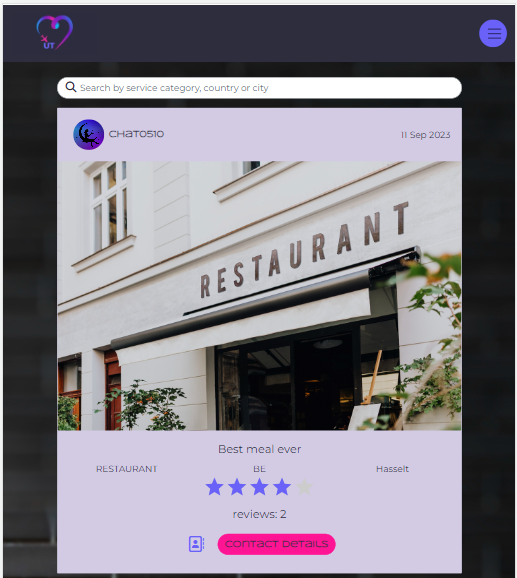 UT
Search by service category, country or city
Chato510
11 Sep 2023
RESTAURANT
Best meal ever
RESTAURANT BE Hasselt
reviews: 2
Contact Details